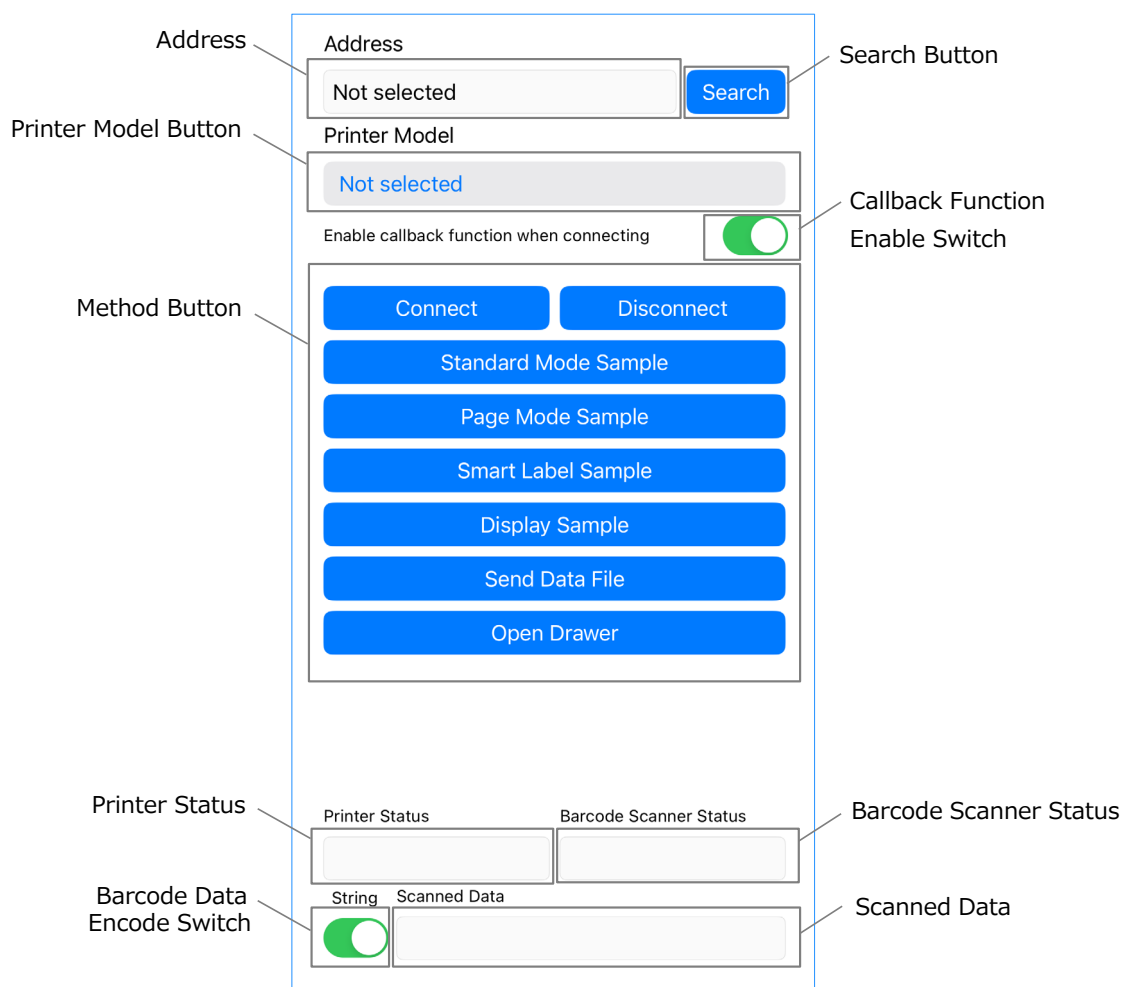 Address
Address
Search Button
Not selected
Search
Printer Model Button
Printer Model
Not selected
Callback Function
Enable Switch
Enable callback function when connecting
Method Button
Connect
Disconnect
Standard Mode Sample
Page Mode Sample
Smart Label Sample
Display Sample
Send Data File
Open Drawer
Printer Status
Printer Status
Barcode Scanner Status
Barcode Scanner Status
Barcode Data
Encode Switch
String
Scanned Data
Scanned Data